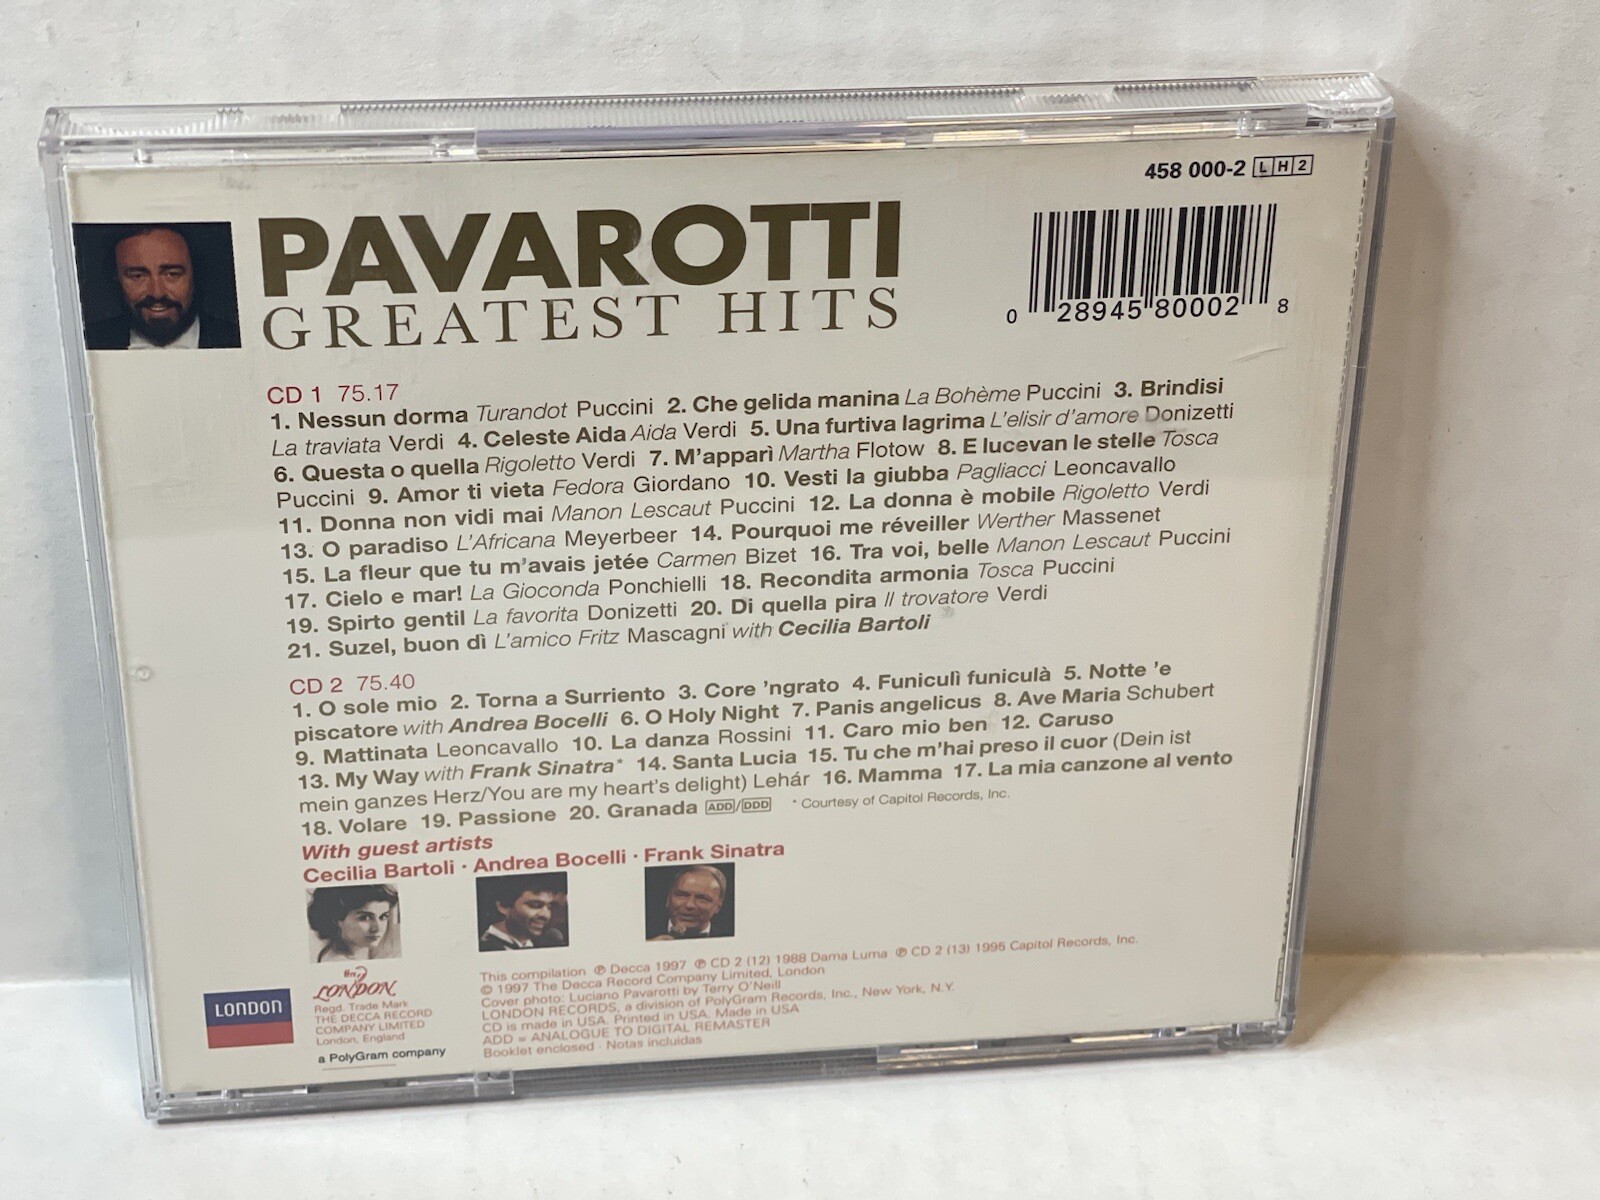 458 000-2 L H 2
PAVAROTTI
GREATEST HITS
0 28945 80002 8
CD 1 75.17
1. Nessun dorma Turandot Puccini 2. Che gelida manina La Bohème Puccini 3. Brindisi
La traviata Verdi 4. Celeste Aida Aida Verdi 5. Una furtiva lagrima L'elisir d'amore Donizetti
6. Questa o quella Rigoletto Verdi 7. M'apparì Martha Flotow 8. E lucevan le stelle Tosca
Puccini 9. Amor ti vieta Fedora Giordano 10. Vesti la giubba Pagliacci Leoncavallo
11. Donna non vidi mai Manon Lescaut Puccini 12. La donna è mobile Rigoletto Verdi
13. O paradiso L'Africana Meyerbeer 14. Pourquoi me réveiller Werther Massenet
15. La fleur que tu m'avais jetée Carmen Bizet 16. Tra voi, belle Manon Lescaut Puccini
17. Cielo e mar! La Gioconda Ponchielli 18. Recondita armonia Tosca Puccini
19. Spirto gentil La favorita Donizetti 20. Di quella pira Il trovatore Verdi
21. Suzel, buon dì L'amico Fritz Mascagni with Cecilia Bartoli
CD 2 75.40
1. O sole mio 2. Torna a Surriento 3. Core 'ngrato 4. Funiculì funiculà 5. Notte 'e
piscatore with Andrea Bocelli 6. O Holy Night 7. Panis angelicus 8. Ave Maria Schubert
9. Mattinata Leoncavallo 10. La danza Rossini 11. Caro mio ben 12. Caruso
13. My Way with Frank Sinatra* 14. Santa Lucia 15. Tu che m'hai preso il cuor (Dein ist
mein ganzes Herz/You are my heart's delight) Lehár 16. Mamma 17. La mia canzone al vento
18. Volare 19. Passione 20. Granada ADD/DDD * Courtesy of Capitol Records, Inc.
With guest artists
Cecilia Bartoli · Andrea Bocelli · Frank Sinatra
LONDON
ffrr
LONDON
Regd. Trade Mark
THE DECCA RECORD
COMPANY LIMITED
London, England
a PolyGram company
This compilation ℗ Decca 1997 ℗ CD 2 (12) 1988 Dama Luma ℗ CD 2 (13) 1995 Capitol Records, Inc.
© 1997 The Decca Record Company Limited, London
Cover photo: Luciano Pavarotti by Terry O'Neill
LONDON RECORDS, a division of PolyGram Records, Inc., New York, N.Y.
CD is made in USA. Printed in USA. Made in USA
ADD = ANALOGUE TO DIGITAL REMASTER
Booklet enclosed · Notas incluidas